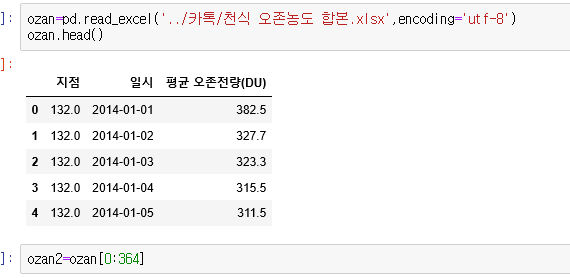 ]: ozan=pd.read_excel('../카톡/천식 오존농도 합본.xlsx',encoding='utf-8')
ozan.head()
]:
지점 일시 평균 오존전량(DU)
0 132.0 2014-01-01 382.5
1 132.0 2014-01-02 327.7
2 132.0 2014-01-03 323.3
3 132.0 2014-01-04 315.5
4 132.0 2014-01-05 311.5
]: ozan2=ozan[0:364]